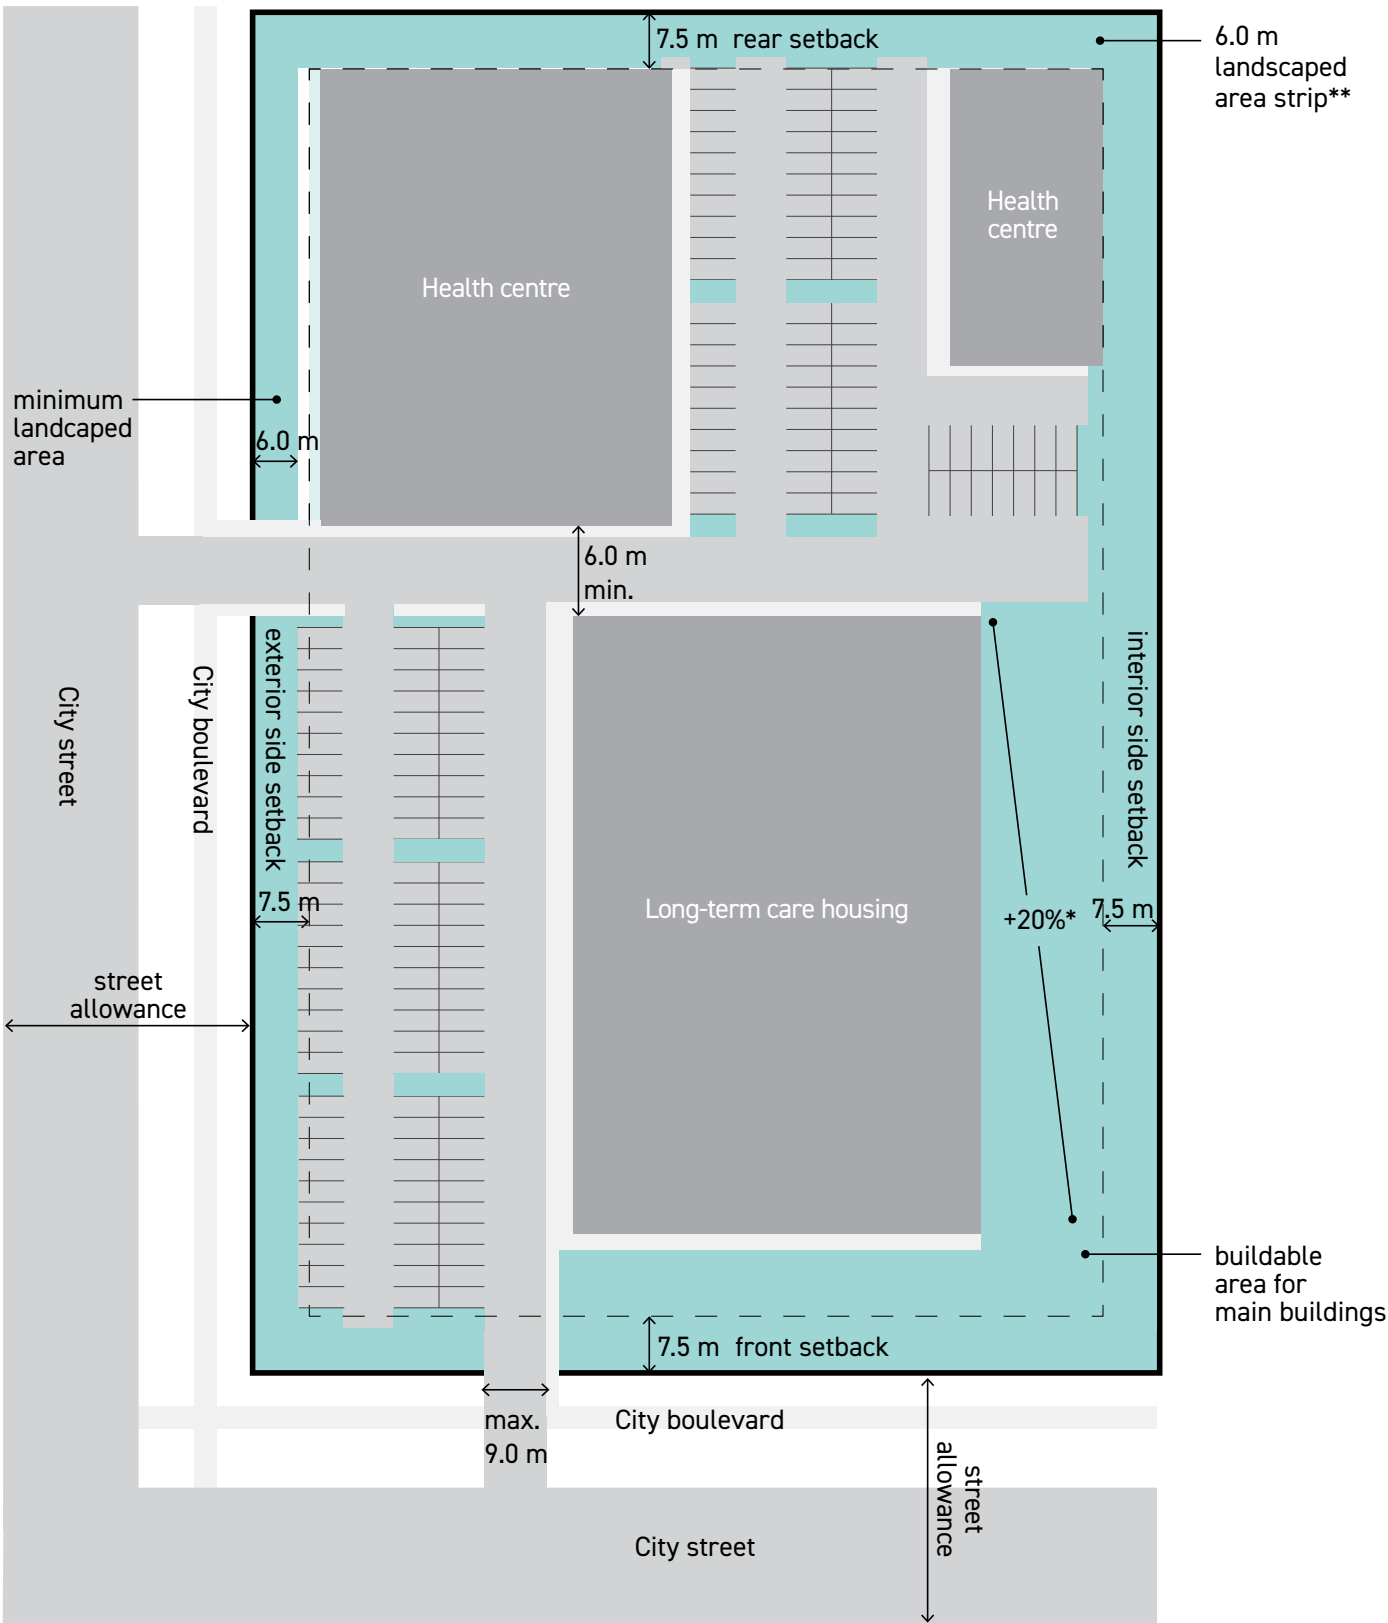 7.5 m rear setback
6.0 m
landscaped
area strip**
Health
centre
Health centre
minimum
landcaped
area
6.0 m
6.0 m
min.
exterior side setback
interior side setback
City street
City boulevard
7.5 m
Long-term care housing
+20%*
7.5 m
street
allowance
buildable
area for
main buildings
7.5 m front setback
max.
9.0 m
City boulevard
street
allowance
City street